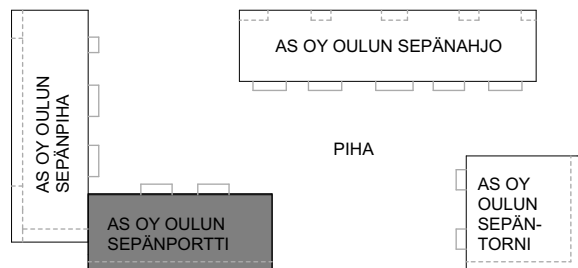 AS OY OULUN
SEPÄNPIHA
AS OY OULUN SEPÄNAHJO
PIHA
AS OY OULUN
SEPÄNPORTTI
AS OY
OULUN
SEPÄN-
TORNI